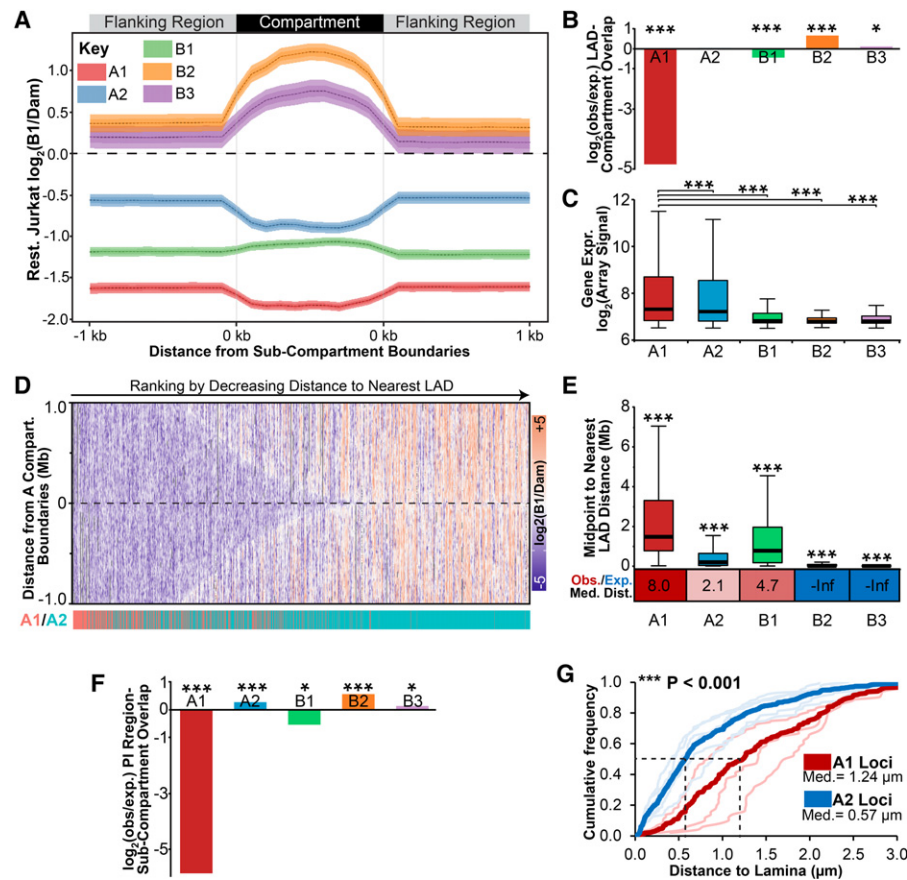 A
Flanking Region
Compartment
Flanking Region
Key
A1
A2
B1
B2
B3
Rest. Jurkat log2(B1/Dam)
1.0
0.5
0.0
-0.5
-1.0
-1.5
-2.0
-1 kb
0 kb
0 kb
1 kb
Distance from Sub-Compartment Boundaries
B
log2(obs/exp.) LAD-
Compartment Overlap
***
***
***
*
A1
A2
B1
B2
B3
1
0
-1
-3
-5
C
***
***
***
***
Gene Expr.
log2(Array Signal)
12
10
8
6
A1
A2
B1
B2
B3
D
Ranking by Decreasing Distance to Nearest LAD
Distance from A Compart.
Boundaries (Mb)
1.0
0
-1.0
+5
log2(B1/Dam)
-5
A1/A2
E
Midpoint to Nearest
LAD Distance (Mb)
8
6
4
2
0
***
***
***
***
***
Obs./Exp.
Med. Dist.
8.0
2.1
4.7
-Inf
-Inf
A1
A2
B1
B2
B3
F
log2(obs/exp.) PI Rregion-
Sub-Compartment Overlap
***
***
*
***
*
A1
A2
B1
B2
B3
1
0
-1
-3
-5
G
*** P < 0.001
Cumulative frequency
1.0
0.8
0.6
0.4
0.2
0.0
A1 Loci
Med.= 1.24 µm
A2 Loci
Med.= 0.57 µm
0.0
0.5
1.0
1.5
2.0
2.5
3.0
Distance to Lamina (µm)